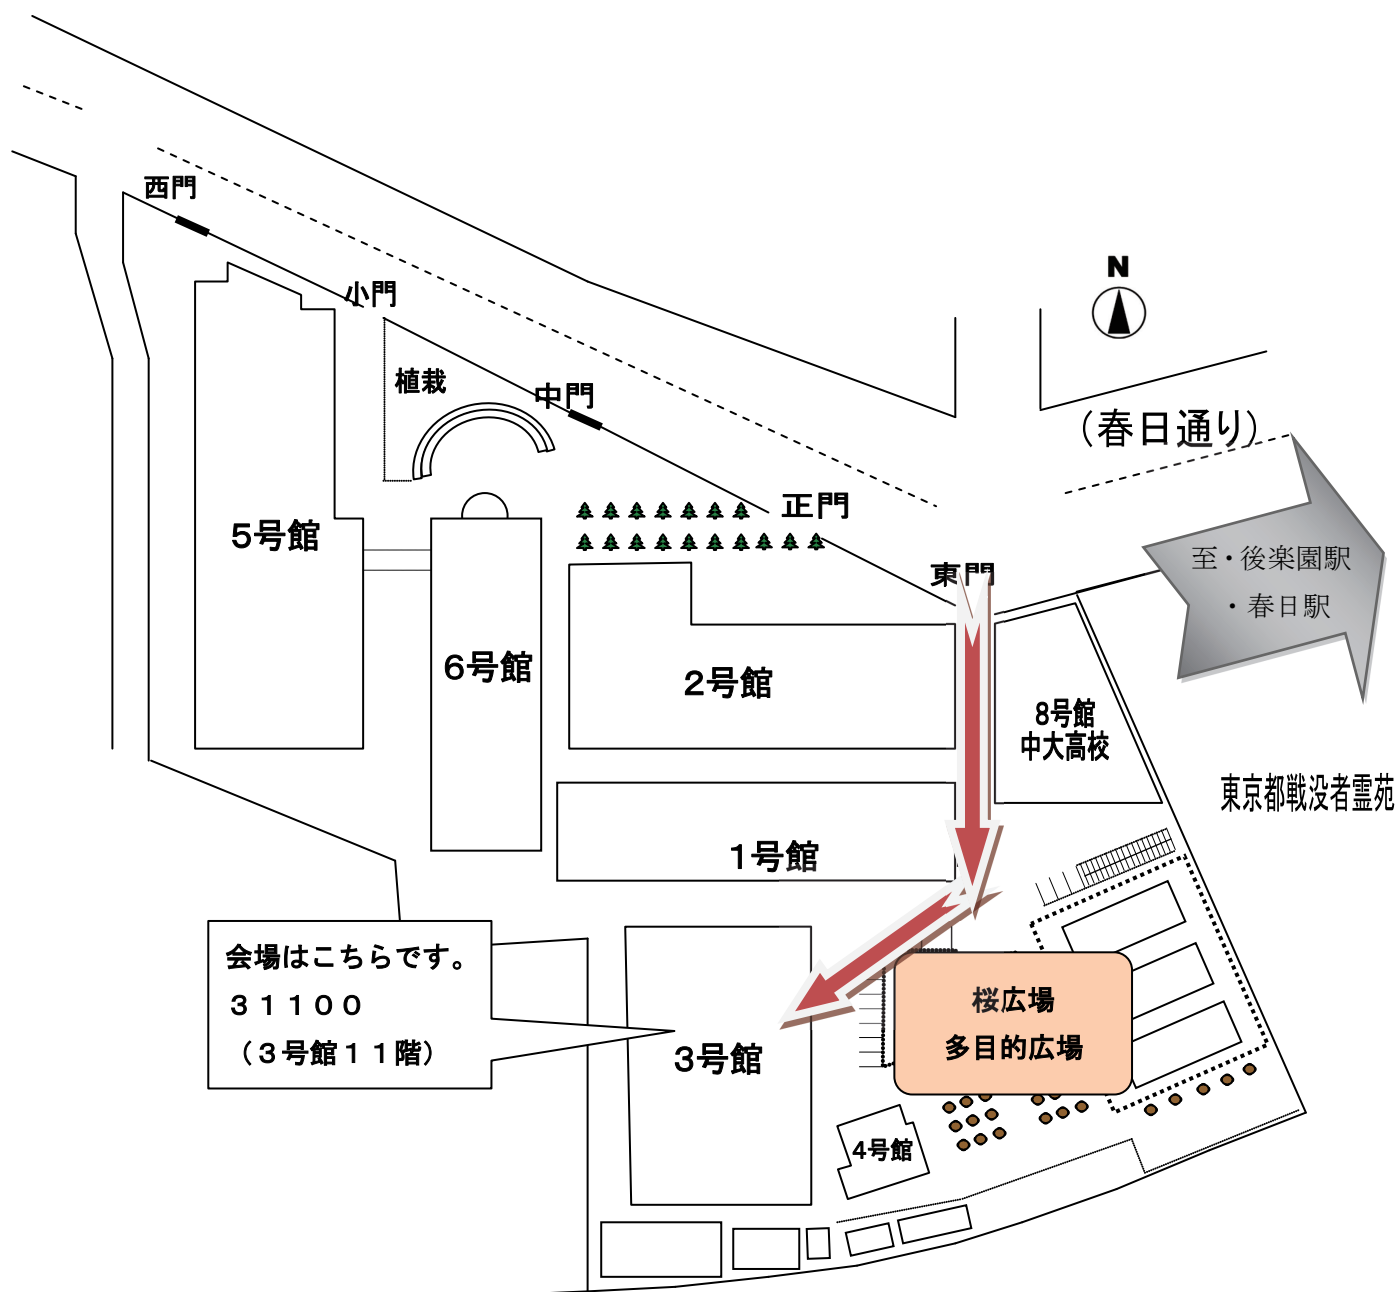 西門
N
小門
植栽
中門
(春日通り)
正門
5号館
至・後楽園駅
・春日駅
東門
6号館
2号館
8号館
中大高校
東京都戦没者霊苑
1号館
会場はこちらです。
３１１００
（３号館１１階）
桜広場
多目的広場
3号館
4号館